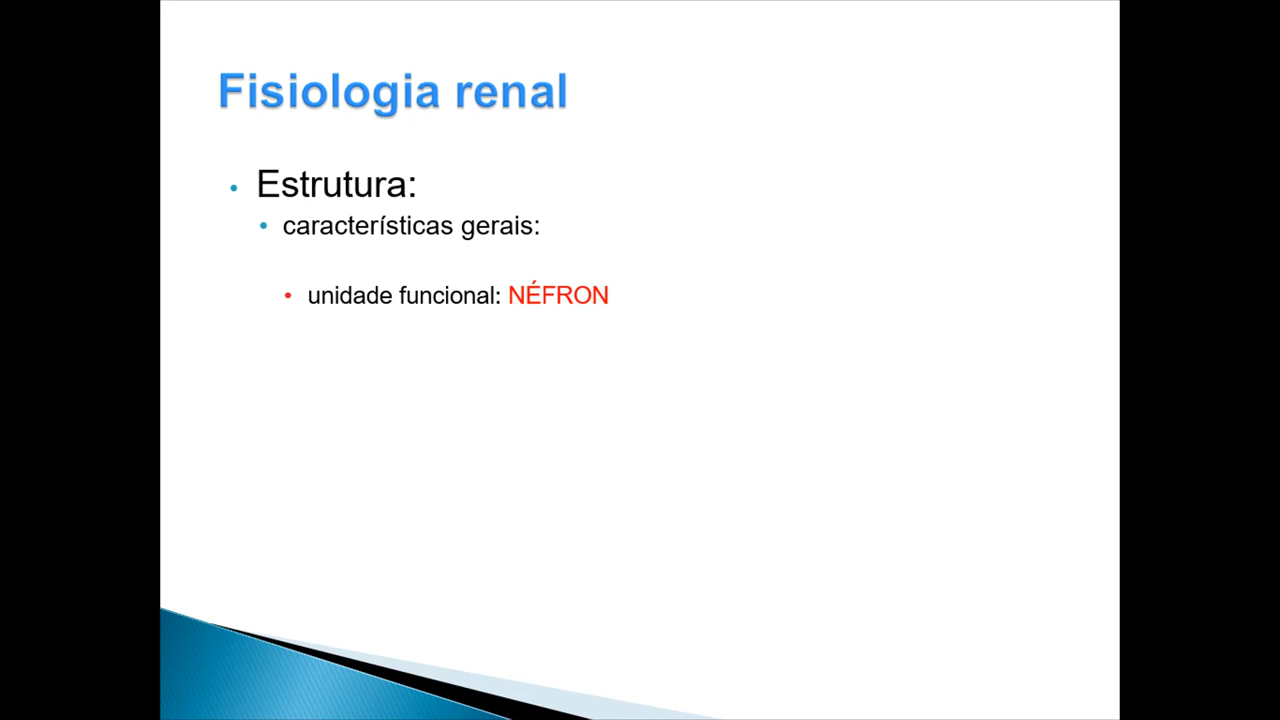 Fisiologia renal
• Estrutura:
• características gerais:
• unidade funcional: NÉFRON